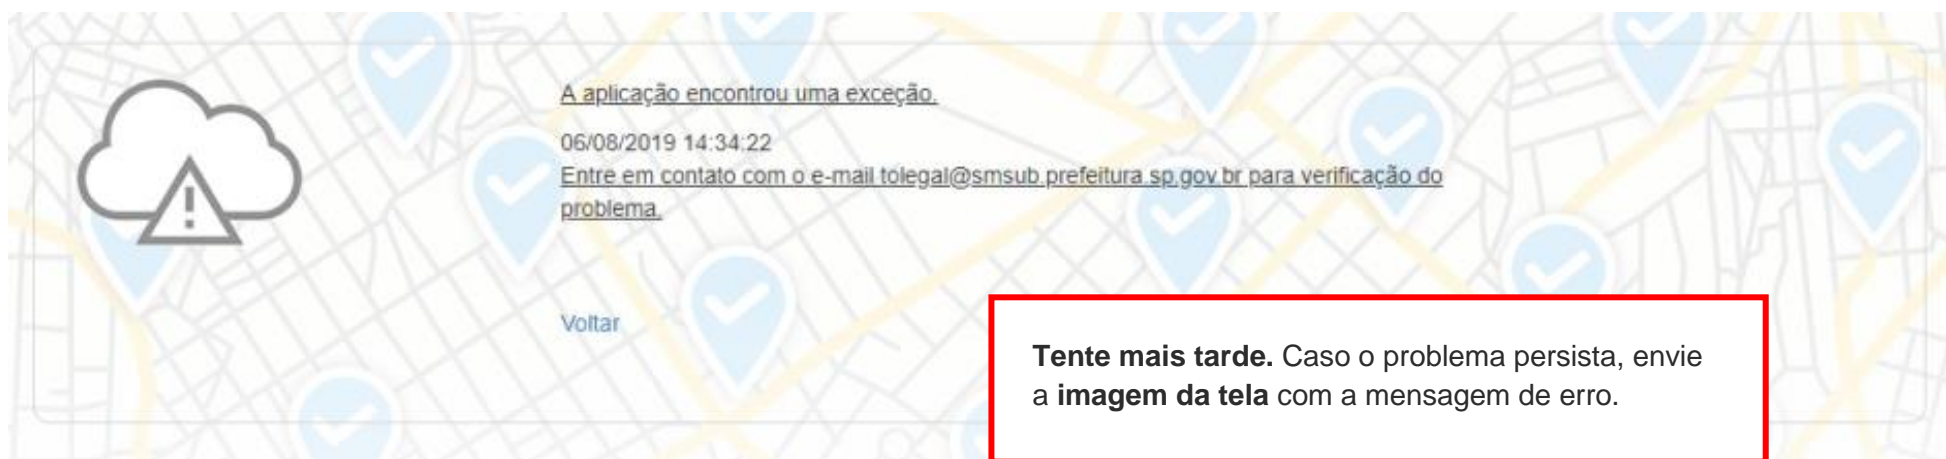 A aplicação encontrou uma exceção.
06/08/2019 14:34:22
Entre em contato com o e-mail tolegal@smsub.prefeitura.sp.gov.br para verificação do
problema.
Voltar
Tente mais tarde. Caso o problema persista, envie
a imagem da tela com a mensagem de erro.